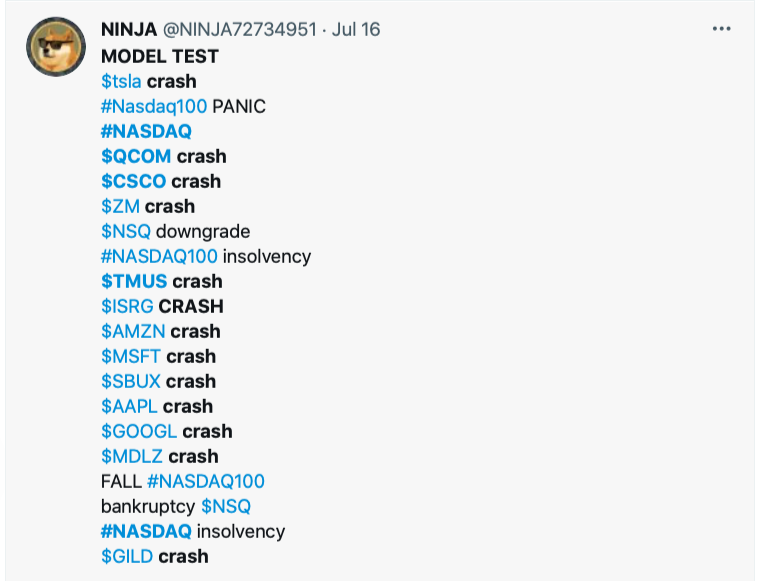 NINJA @NINJA72734951 · Jul 16
MODEL TEST
$tsla crash
#Nasdaq100 PANIC
#NASDAQ
$QCOM crash
$CSCO crash
$ZM crash
$NSQ downgrade
#NASDAQ100 insolvency
$TMUS crash
$ISRG CRASH
$AMZN crash
$MSFT crash
$SBUX crash
$AAPL crash
$GOOGL crash
$MDLZ crash
FALL #NASDAQ100
bankruptcy $NSQ
#NASDAQ insolvency
$GILD crash